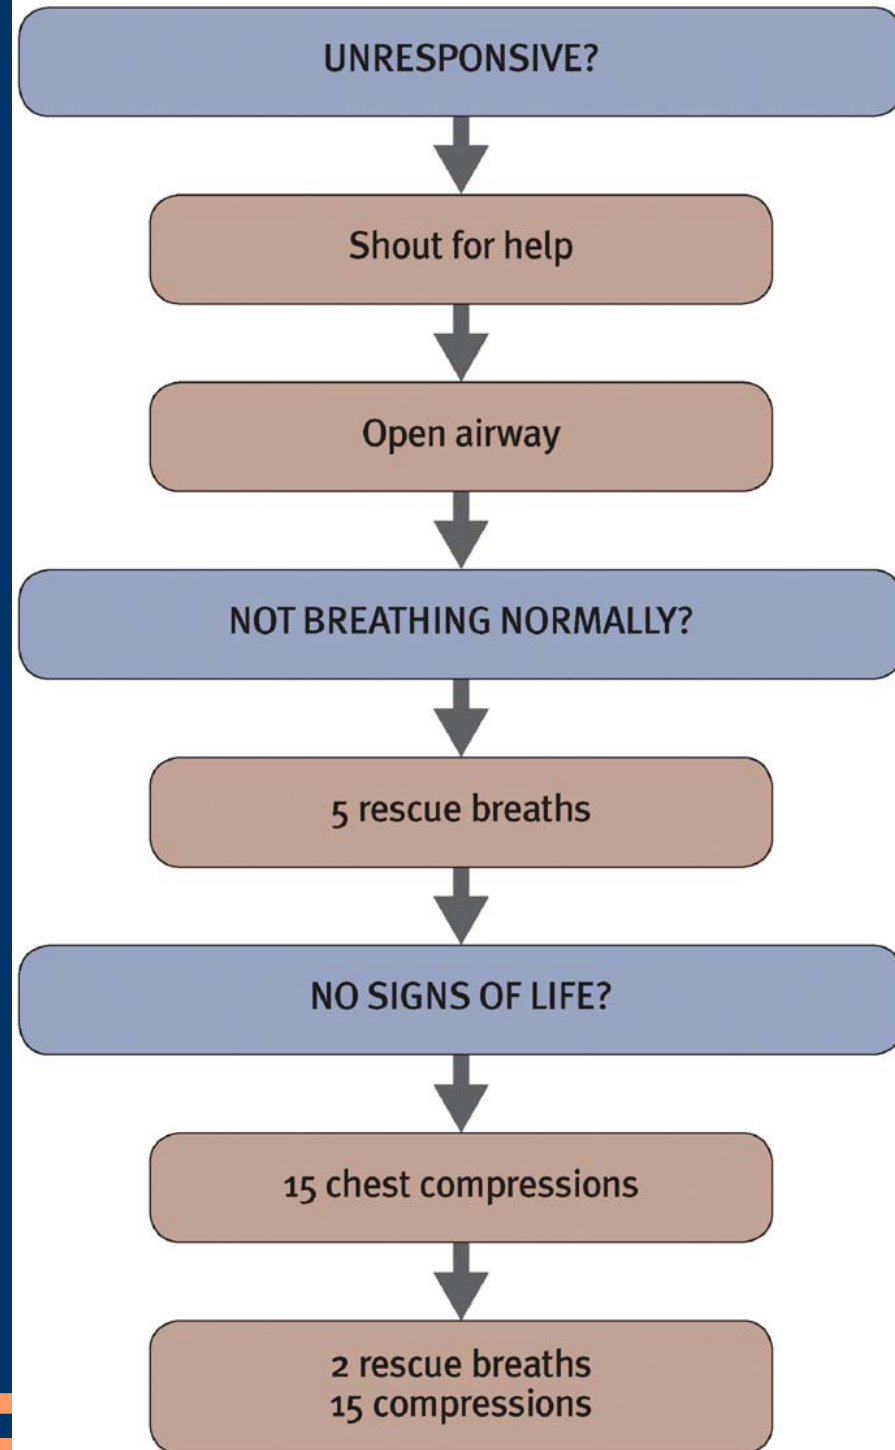 UNRESPONSIVE?
Shout for help
Open airway
NOT BREATHING NORMALLY?
5 rescue breaths
NO SIGNS OF LIFE?
15 chest compressions
2 rescue breaths
15 compressions